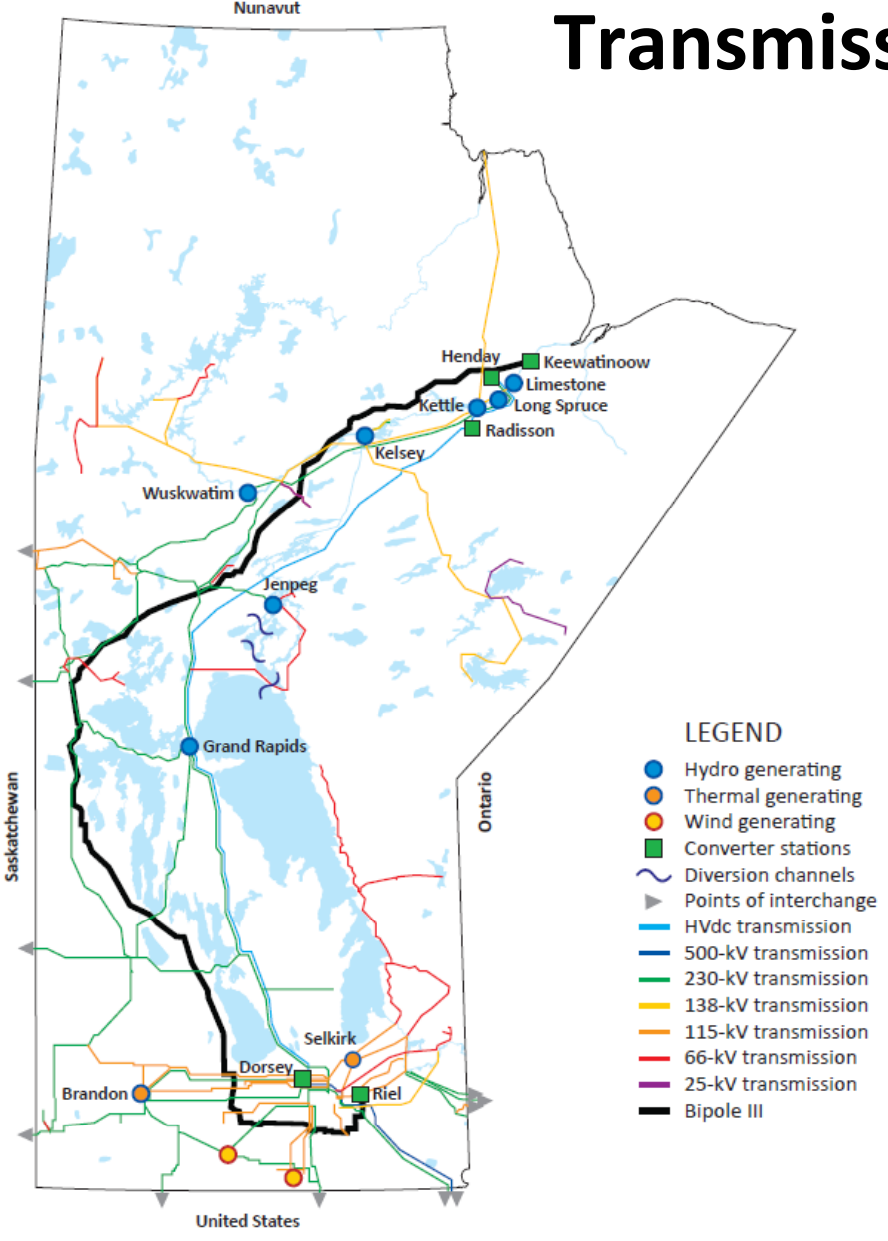 Nunavut
Transmiss
Henday
Keewatinoow
Limestone
Kettle
Long Spruce
Radisson
Kelsey
Wuskwatim
Jenpeg
Grand Rapids
Saskatchewan
Ontario
LEGEND
Hydro generating
Thermal generating
Wind generating
Converter stations
Diversion channels
Points of interchange
HVdc transmission
500-kV transmission
230-kV transmission
138-kV transmission
115-kV transmission
66-kV transmission
25-kV transmission
Bipole III
Selkirk
Dorsey
Brandon
Riel
United States